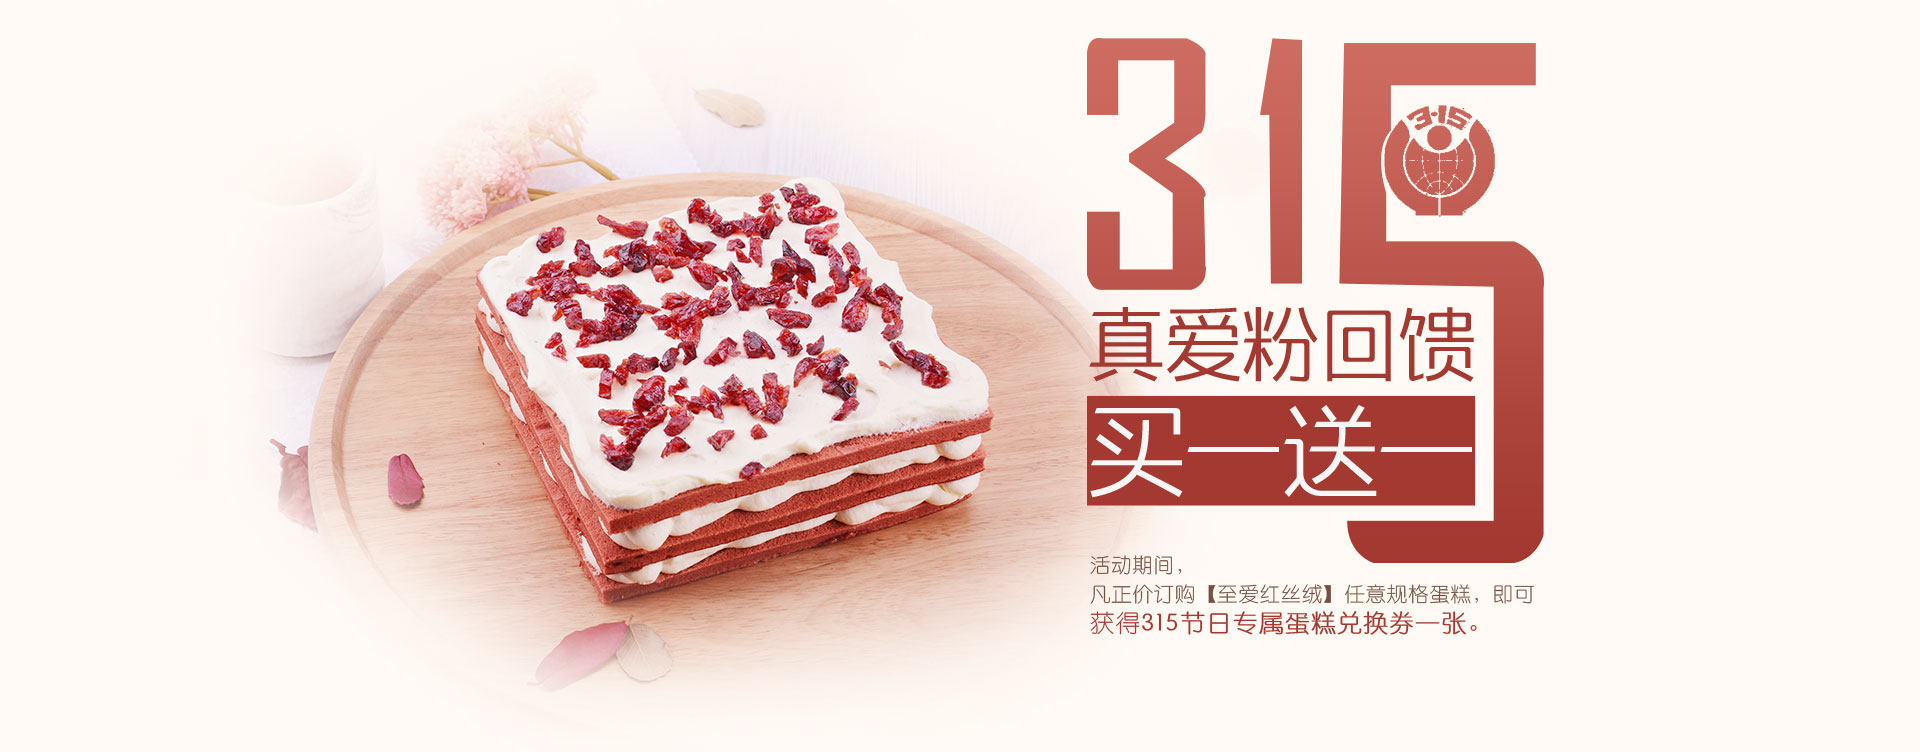 315
3·15
真爱粉回馈
买一送一
活动期间，
凡正价订购【至爱红丝绒】任意规格蛋糕，即可
获得315节日专属蛋糕兑换券一张。